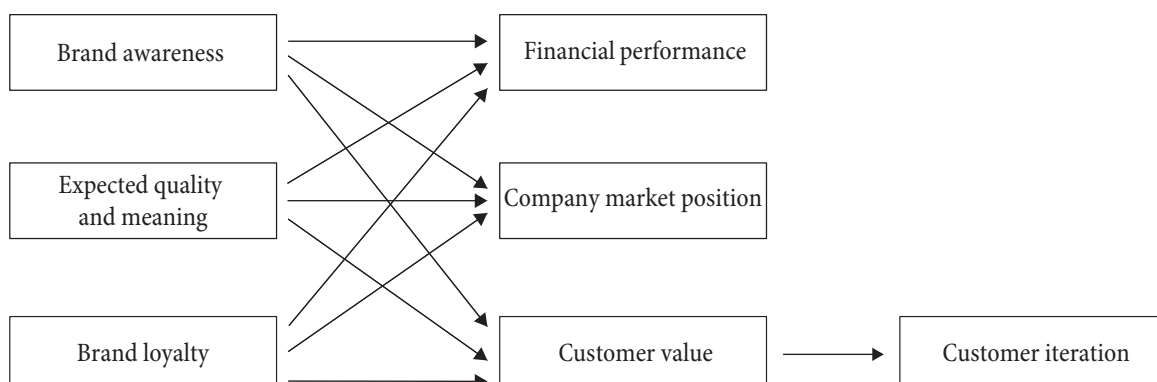 Brand awareness
Financial performance
Expected quality
and meaning
Company market position
Brand loyalty
Customer value
Customer iteration